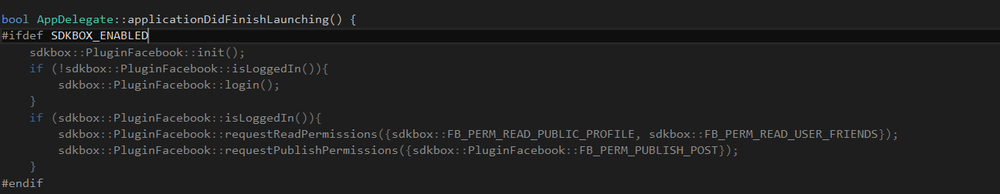 bool AppDelegate::applicationDidFinishLaunching() {
#ifdef SDKBOX_ENABLED
    sdkbox::PluginFacebook::init();
    if (!sdkbox::PluginFacebook::isLoggedIn()){
        sdkbox::PluginFacebook::login();
    }
    if (sdkbox::PluginFacebook::isLoggedIn()){
        sdkbox::PluginFacebook::requestReadPermissions({sdkbox::FB_PERM_READ_PUBLIC_PROFILE, sdkbox::FB_PERM_READ_USER_FRIENDS});
        sdkbox::PluginFacebook::requestPublishPermissions({sdkbox::PluginFacebook::FB_PERM_PUBLISH_POST});
    }
#endif